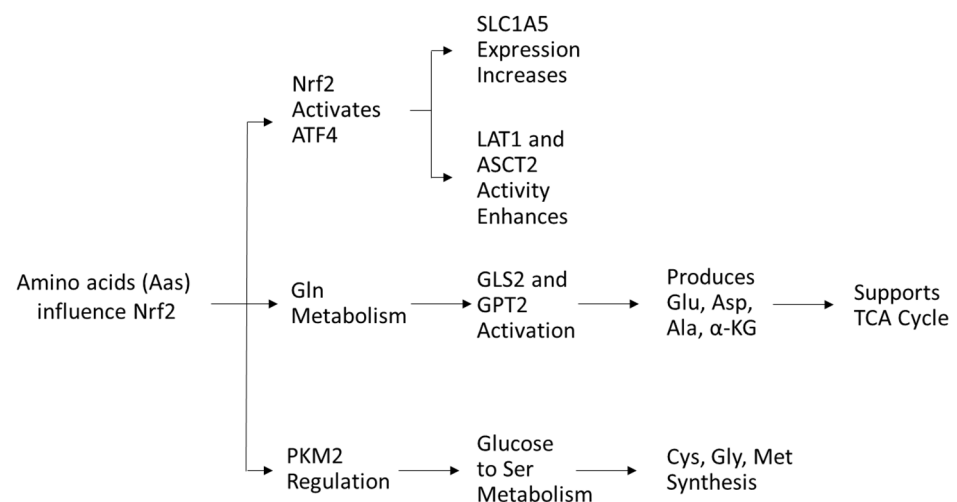 SLC1A5
Expression
Increases
Nrf2
Activates
ATF4
LAT1 and
ASCT2
Activity
Enhances
Amino acids (Aas)
influence Nrf2
Gln
Metabolism
GLS2 and
GPT2
Activation
Produces
Glu, Asp,
Ala, α-KG
Supports
TCA Cycle
PKM2
Regulation
Glucose
to Ser
Metabolism
Cys, Gly, Met
Synthesis